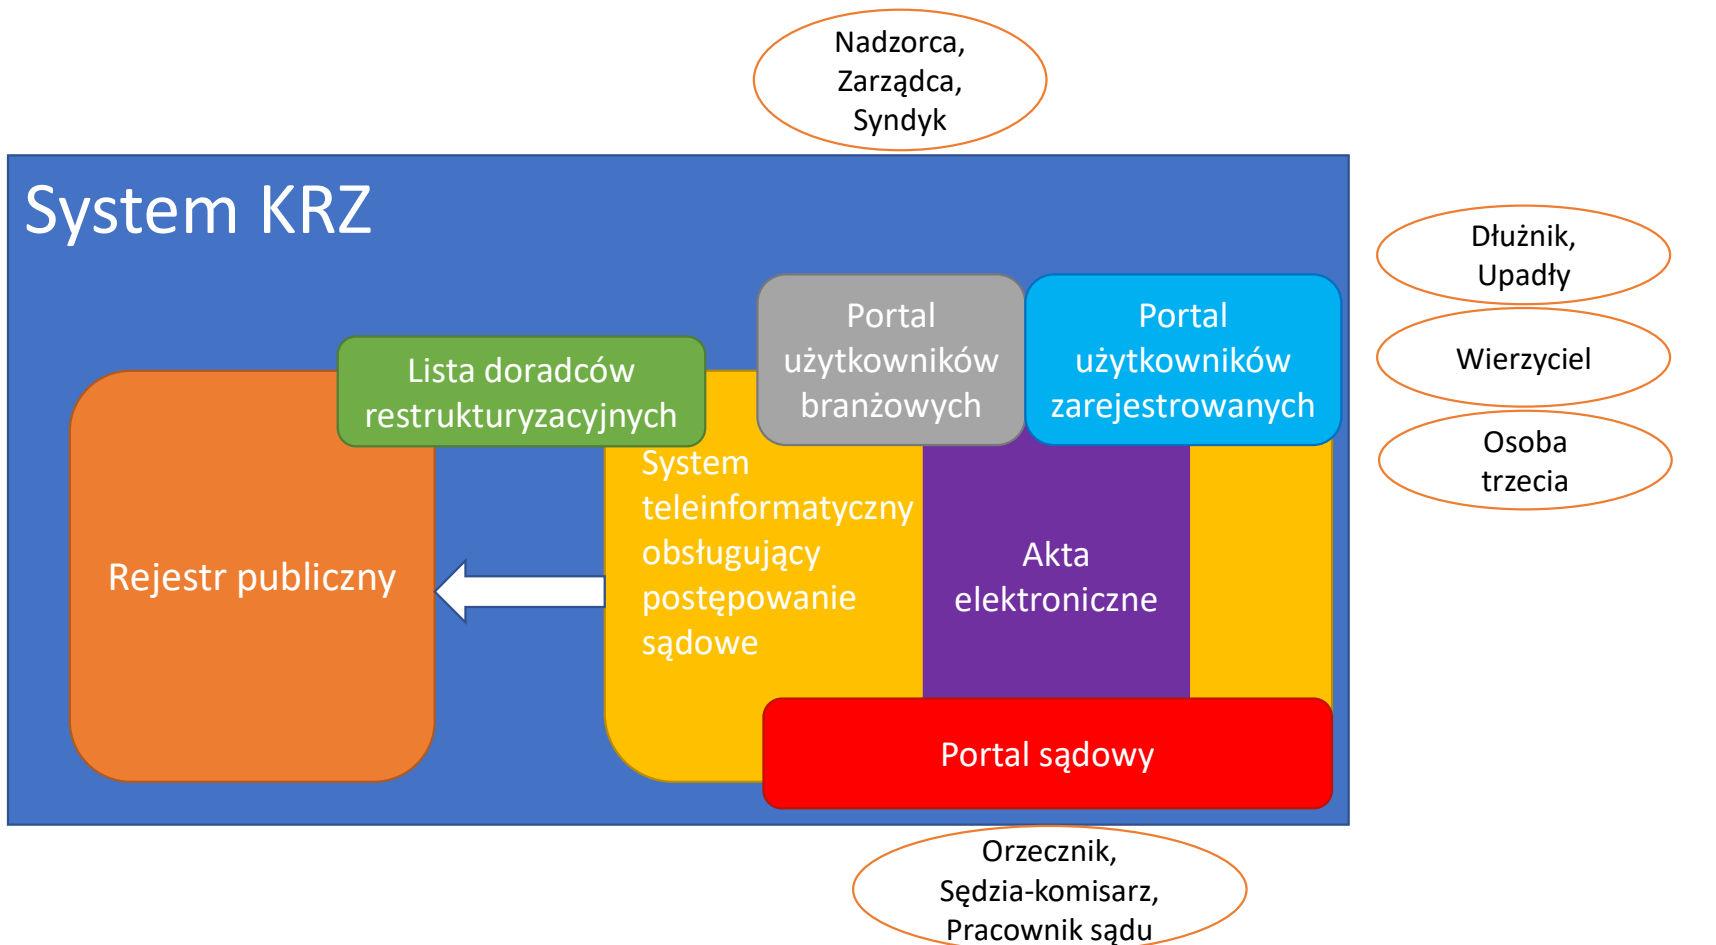 Nadzorca,
Zarządca,
Syndyk
System KRZ
Dłużnik,
Upadły
Wierzyciel
Osoba
trzecia
Portal
użytkowników
branżowych
Portal
użytkowników
zarejestrowanych
Lista doradców
restrukturyzacyjnych
Rejestr publiczny
System
teleinformatyczny
obsługujący
postępowanie
sądowe
Akta
elektroniczne
Portal sądowy
Orzecznik,
Sędzia-komisarz,
Pracownik sądu